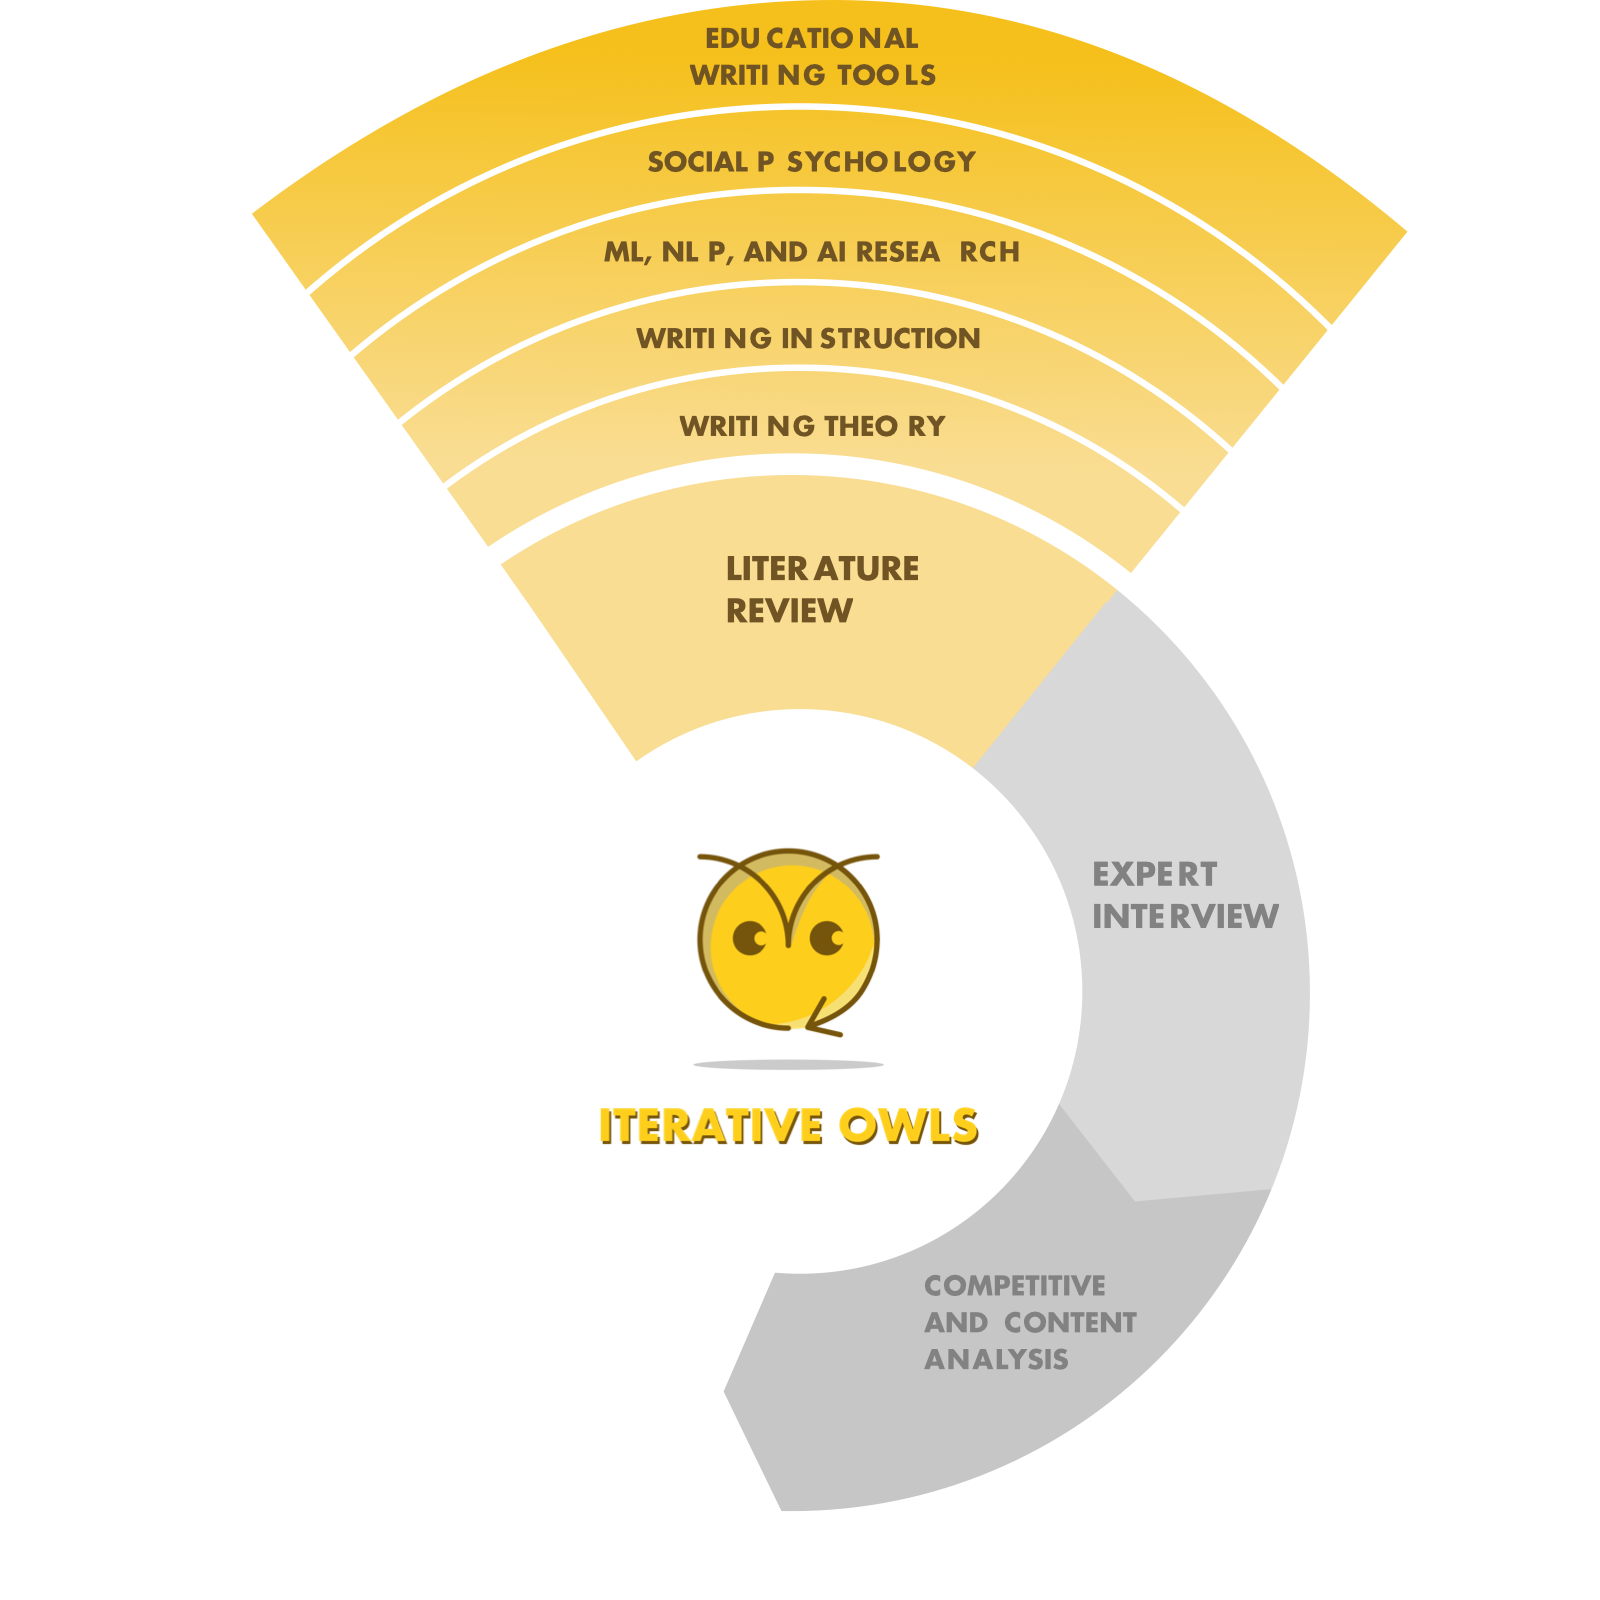 EDUCATIONAL
WRITING TOOLS
SOCIAL PSYCHOLOGY
ML, NLP, AND AI RESEARCH
WRITING INSTRUCTION
WRITING THEORY
LITERATURE
REVIEW
EXPERT
INTERVIEW
ITERATIVE OWLS
COMPETITIVE
AND CONTENT
ANALYSIS